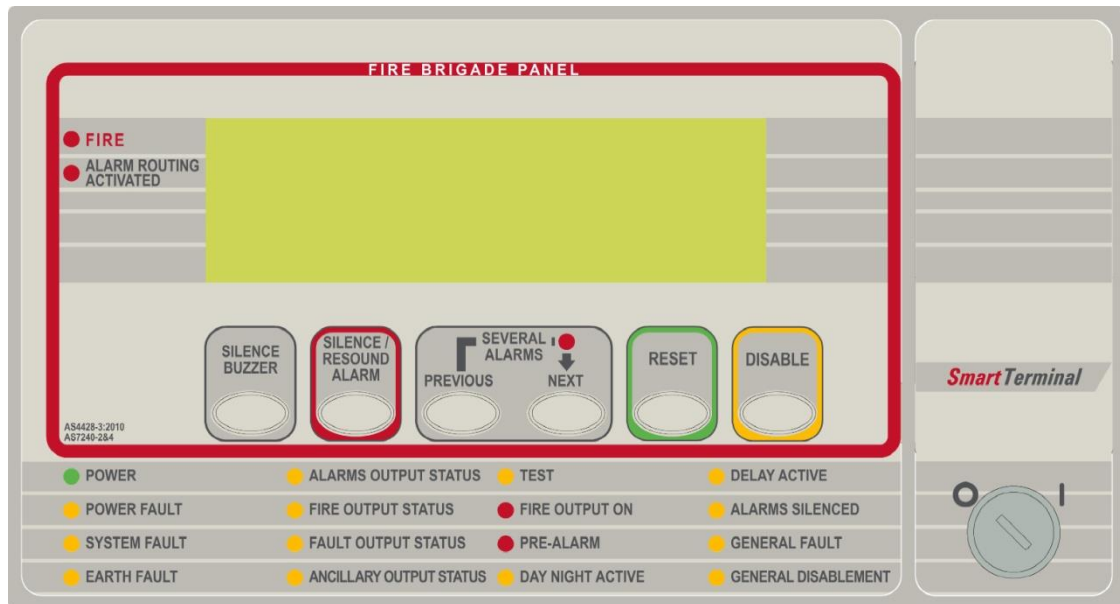 FIRE BRIGADE PANEL
FIRE
ALARM ROUTING
ACTIVATED
SILENCE
BUZZER
SILENCE /
RESOUND
ALARM
SEVERAL
ALARMS
PREVIOUS
NEXT
RESET
DISABLE
AS4428-3:2010
AS7240-2&4
SmartTerminal
POWER
ALARMS OUTPUT STATUS
TEST
DELAY ACTIVE
POWER FAULT
FIRE OUTPUT STATUS
FIRE OUTPUT ON
ALARMS SILENCED
SYSTEM FAULT
FAULT OUTPUT STATUS
PRE-ALARM
GENERAL FAULT
EARTH FAULT
ANCILLARY OUTPUT STATUS
DAY NIGHT ACTIVE
GENERAL DISABLEMENT
O
I